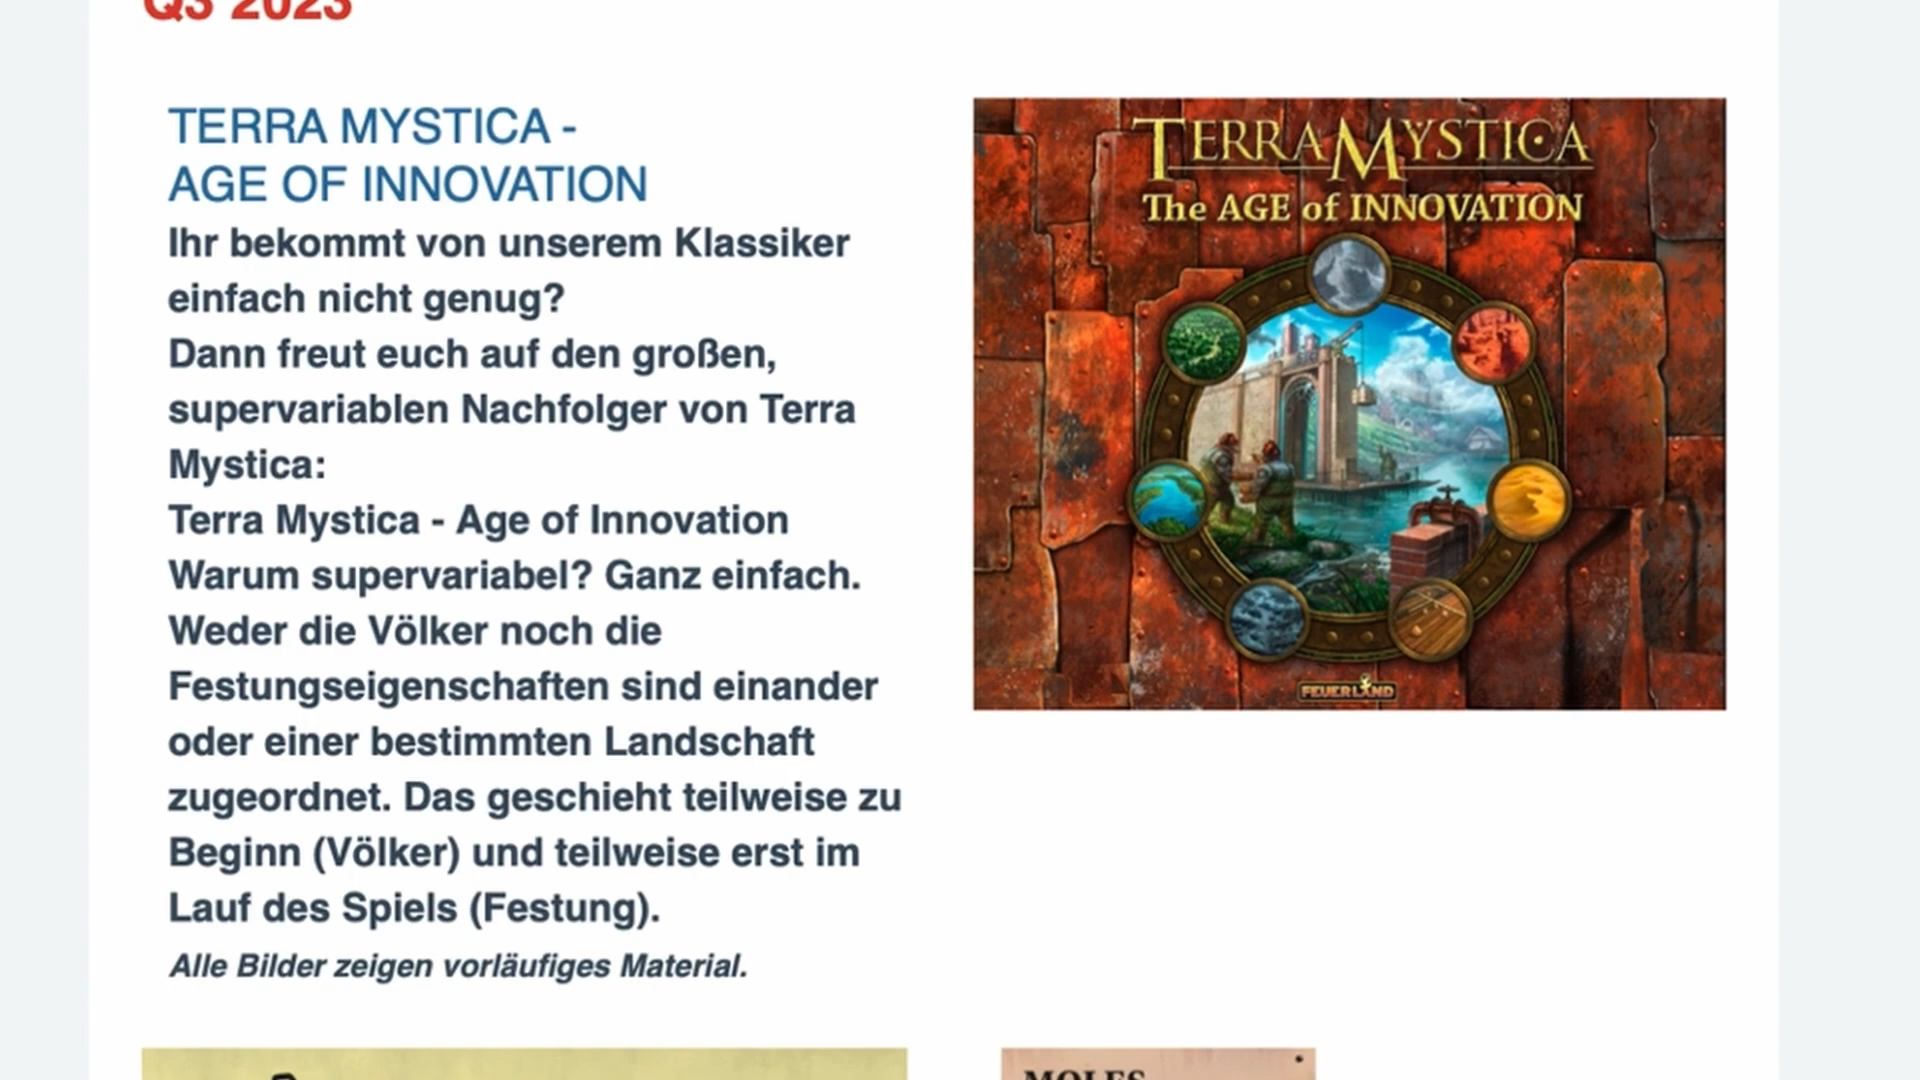 Q3 2023
TERRA MYSTICA -
AGE OF INNOVATION
Ihr bekommt von unserem Klassiker
einfach nicht genug?
Dann freut euch auf den großen,
supervariablen Nachfolger von Terra
Mystica:
Terra Mystica - Age of Innovation
Warum supervariabel? Ganz einfach.
Weder die Völker noch die
Festungseigenschaften sind einander
oder einer bestimmten Landschaft
zugeordnet. Das geschieht teilweise zu
Beginn (Völker) und teilweise erst im
Lauf des Spiels (Festung).
Alle Bilder zeigen vorläufiges Material.
TERRA MYSTICA
The AGE of INNOVATION
FEUERLAND
MOLES